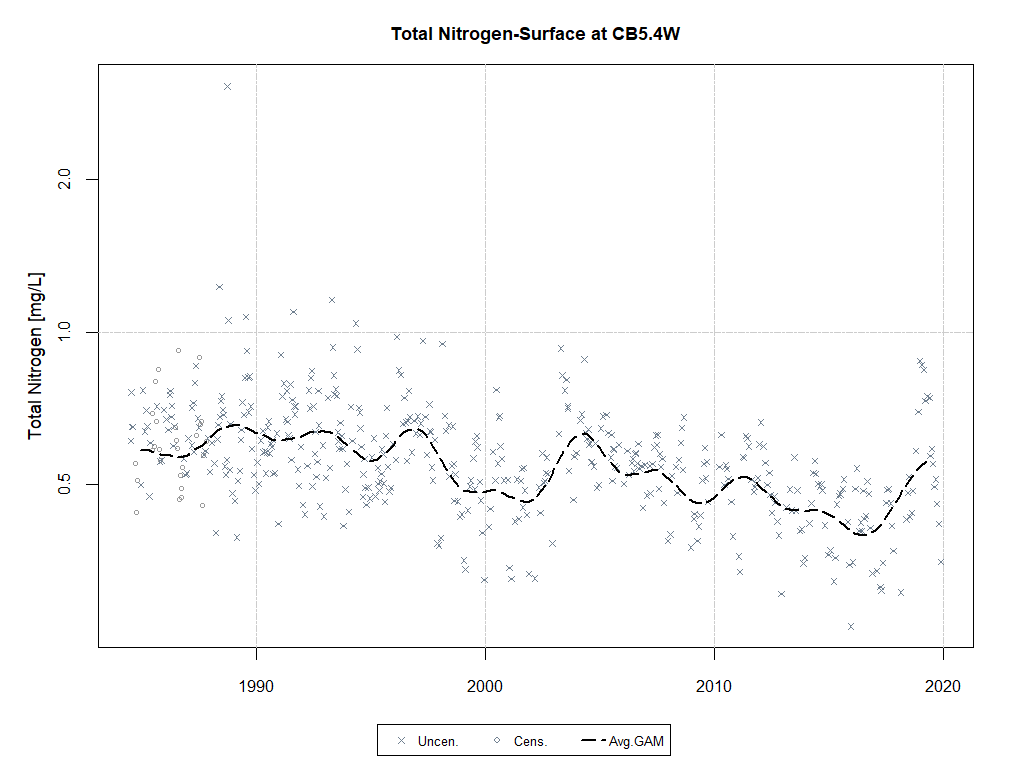 Total Nitrogen-Surface at CB5.4W
Total Nitrogen [mg/L]
2.0
1.0
0.5
1990 2000 2010 2020
Uncen. Cens. Avg.GAM